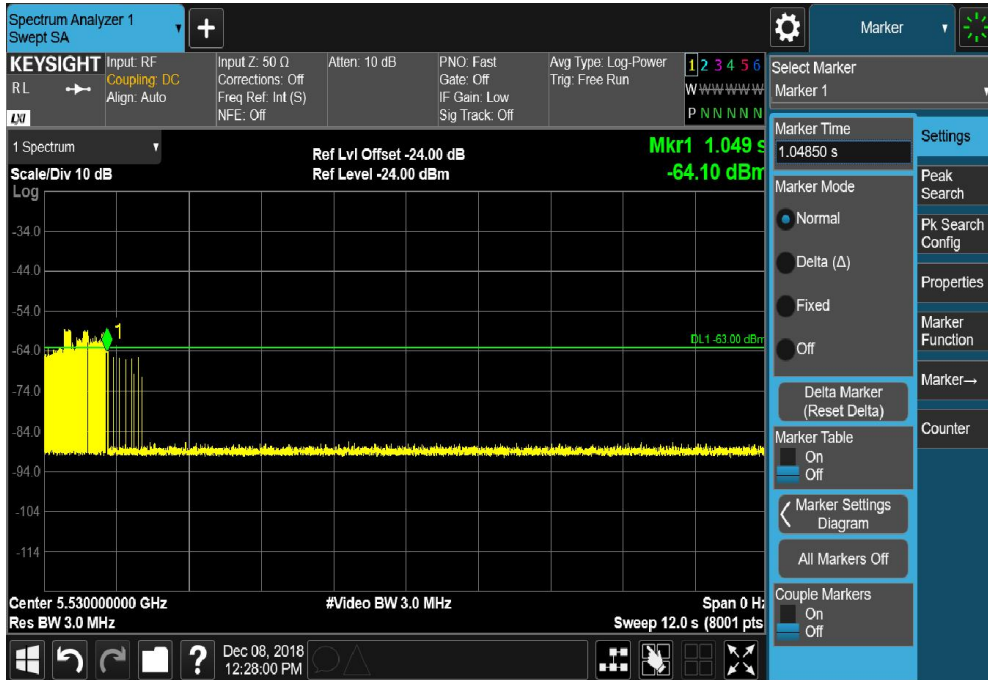 Spectrum Analyzer 1
Swept SA
+
Marker
KEYSIGHT
RL
LXI
Input: RF
Coupling: DC
Align: Auto
Input Z: 50 Ω
Corrections: Off
Freq Ref: Int (S)
NFE: Off
Atten: 10 dB
PNO: Fast
Gate: Off
IF Gain: Low
Sig Track: Off
Avg Type: Log-Power
Trig: Free Run
1 2 3 4 5 6
W W W W W W
P N N N N N
Select Marker
Marker 1
1 Spectrum
Scale/Div 10 dB
Log
Ref Lvl Offset -24.00 dB
Ref Level -24.00 dBm
Mkr1 1.049 s
-64.10 dBm
-34.0
-44.0
-54.0
-64.0
-74.0
-84.0
-94.0
-104
-114
1
DL1 -63.00 dBm
Center 5.530000000 GHz
Res BW 3.0 MHz
#Video BW 3.0 MHz
Span 0 Hz
Sweep 12.0 s (8001 pts
Marker Time
1.04850 s
Marker Mode
Normal
Delta (Δ)
Fixed
Off
Delta Marker
(Reset Delta)
Marker Table
On
Off
Marker Settings
Diagram
All Markers Off
Couple Markers
On
Off
Settings
Peak
Search
Pk Search
Config
Properties
Marker
Function
Marker→
Counter
?
Dec 08, 2018
12:28:00 PM